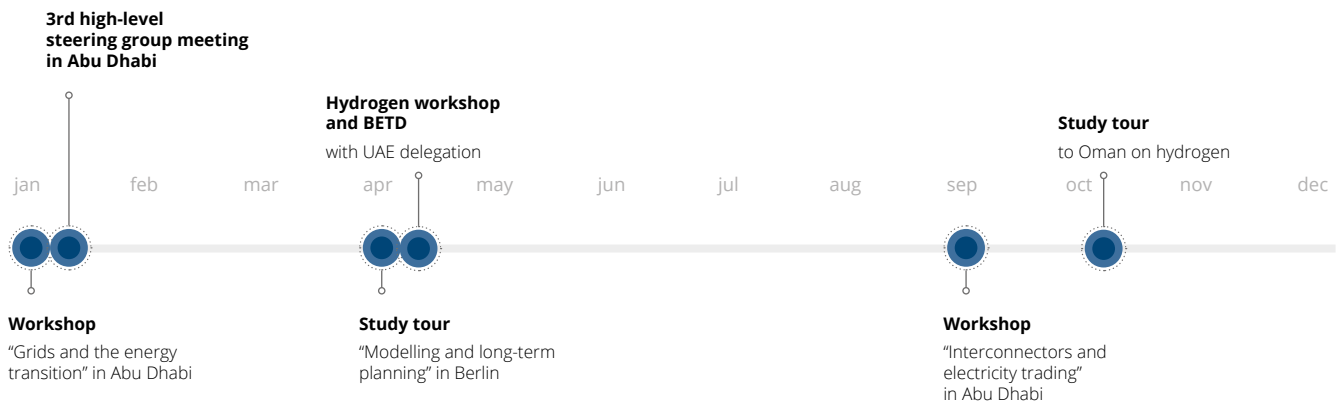 3rd high-level
steering group meeting
in Abu Dhabi
Hydrogen workshop
and BETD
with UAE delegation
Study tour
to Oman on hydrogen
jan feb mar apr may jun jul aug sep oct nov dec
Workshop
“Grids and the energy
transition” in Abu Dhabi
Study tour
“Modelling and long-term
planning” in Berlin
Workshop
“Interconnectors and
electricity trading”
in Abu Dhabi